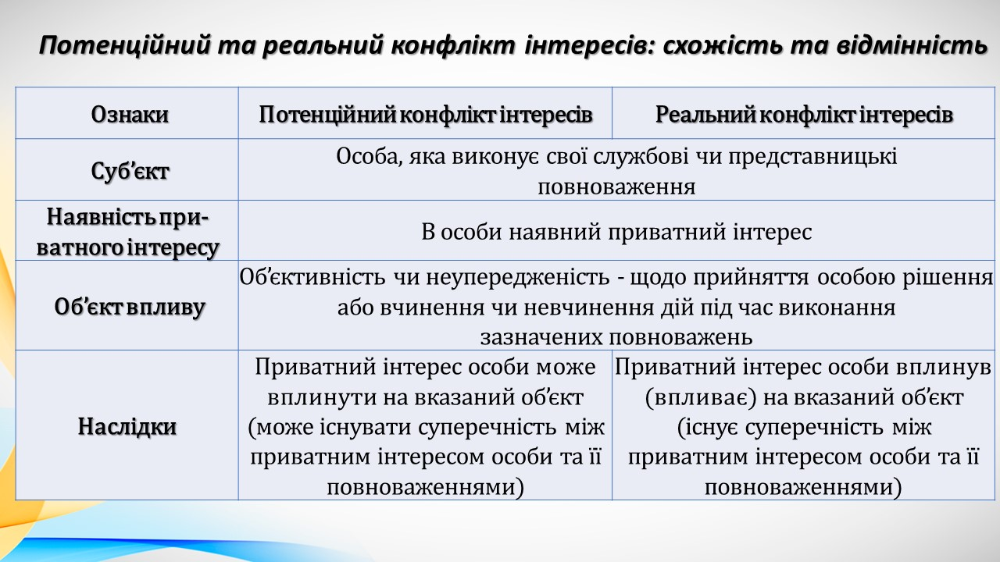 Потенційний та реальний конфлікт інтересів: схожість та відмінність
Ознаки
Потенційний конфлікт інтересів
Реальний конфлікт інтересів
Суб’єкт
Особа, яка виконує свої службові чи представницькі
повноваження
Наявність при-
ватного інтересу
В особи наявний приватний інтерес
Об’єкт впливу
Об’єктивність чи неупередженість - щодо прийняття особою рішення
або вчинення чи невчинення дій під час виконання
зазначених повноважень
Наслідки
Приватний інтерес особи може
вплинути на вказаний об’єкт
(може існувати суперечність між
приватним інтересом особи та її
повноваженнями)
Приватний інтерес особи вплинув
(впливає) на вказаний об’єкт
(існує суперечність між
приватним інтересом особи та її
повноваженнями)